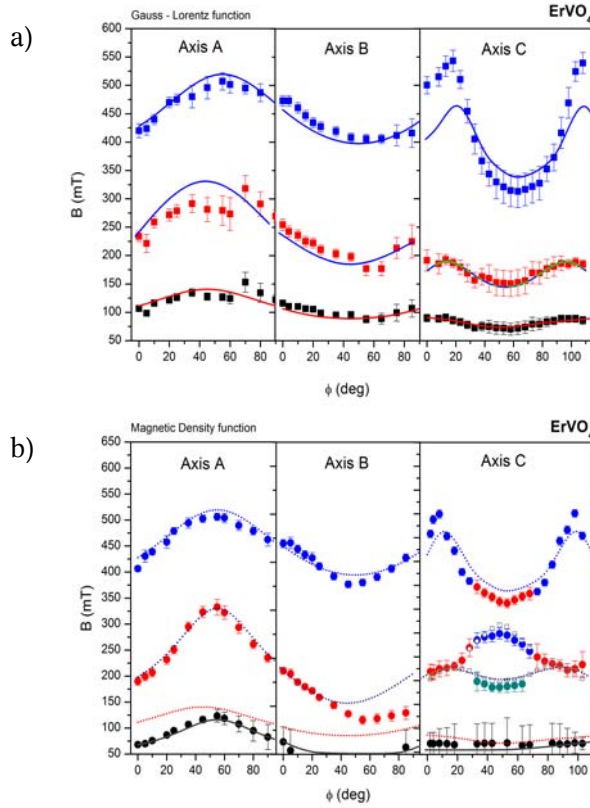 a)
Gauss - Lorentz function
ErVO4
Axis A
Axis B
Axis C
600
550
500
450
400
350
300
250
200
150
100
50
B (mT)
0 20 40 60 80 0 20 40 60 80 0 20 40 60 80 100
ϕ (deg)
b)
Magnetic Density function
ErVO4
Axis A
Axis B
Axis C
650
600
550
500
450
400
350
300
250
200
150
100
50
B (mT)
0 20 40 60 80 0 20 40 60 80 0 20 40 60 80 100
ϕ (deg)